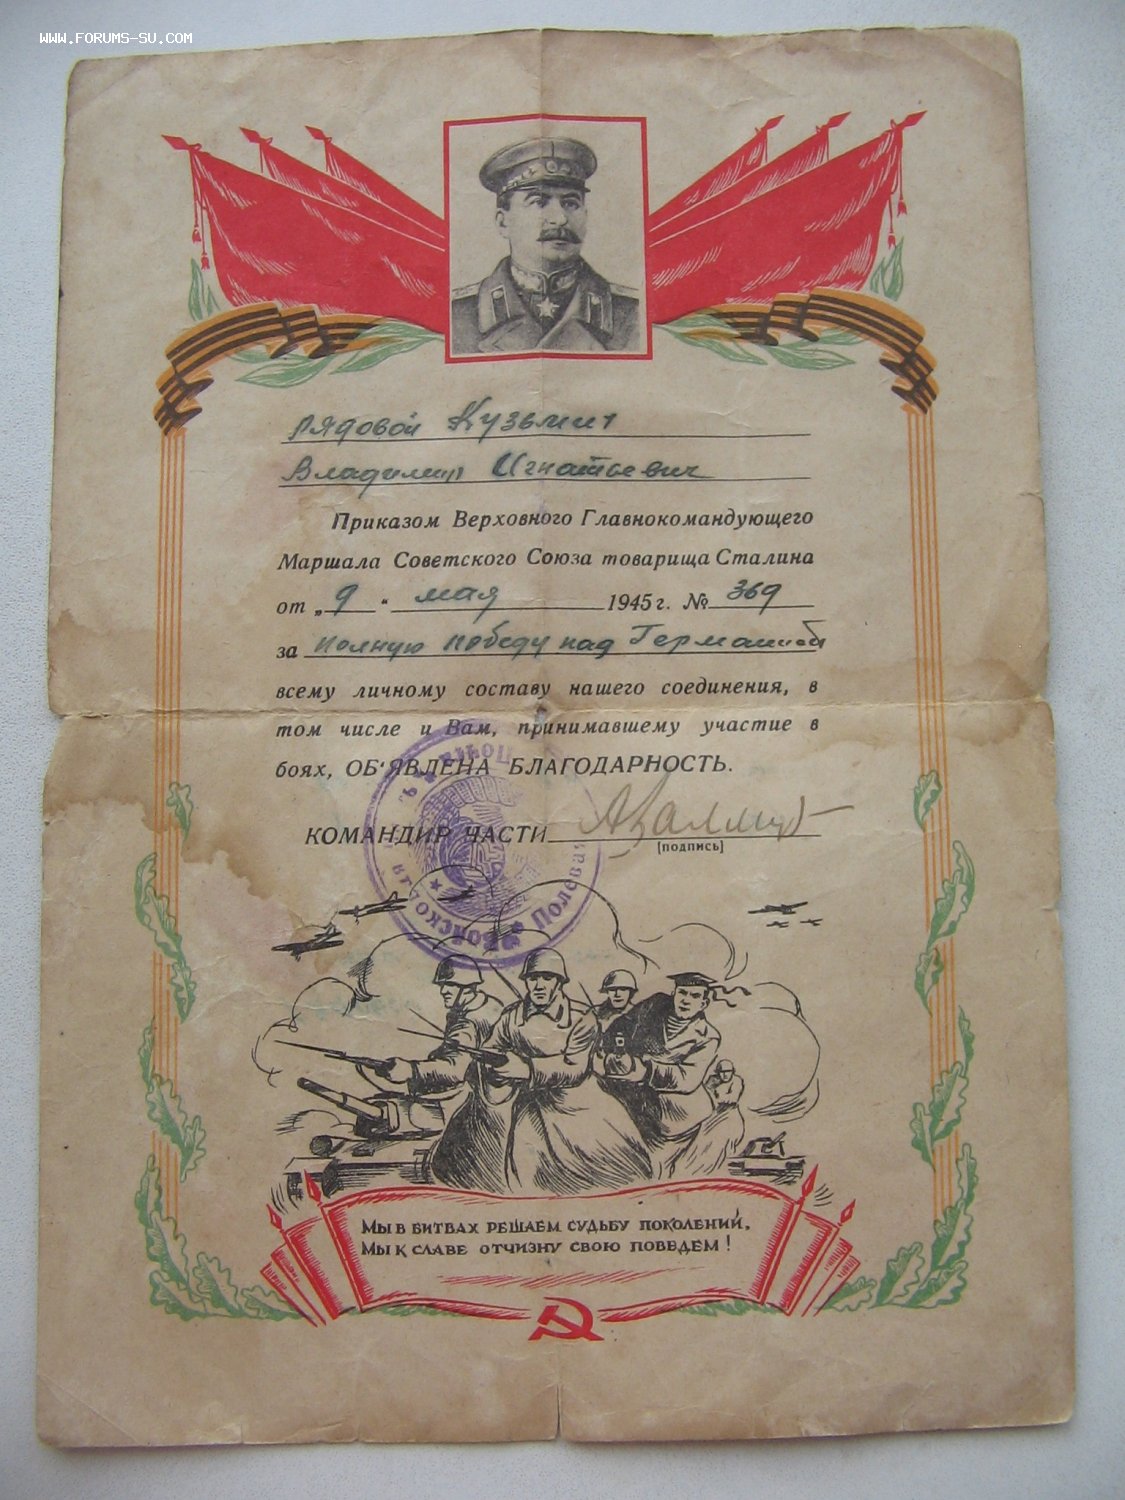 WWW.FORUMS-SU.COM
Рядовой Кузьмин
Владимир Игнатьевич
Приказом Верховного Главнокомандующего
Маршала Советского Союза товарища Сталина
от „9“ мая 1945 г. № 369
за полную победу над Германией
всему личному составу нашего соединения, в
том числе и Вам, принимавшему участие в
боях, ОБ'ЯВЛЕНА БЛАГОДАРНОСТЬ.
КОМАНДИР ЧАСТИ
(подпись)
Полевая
МЫ В БИТВАХ РЕШАЕМ СУДЬБУ ПОКОЛЕНИЙ,
МЫ К СЛАВЕ ОТЧИЗНУ СВОЮ ПОВЕДЕМ!